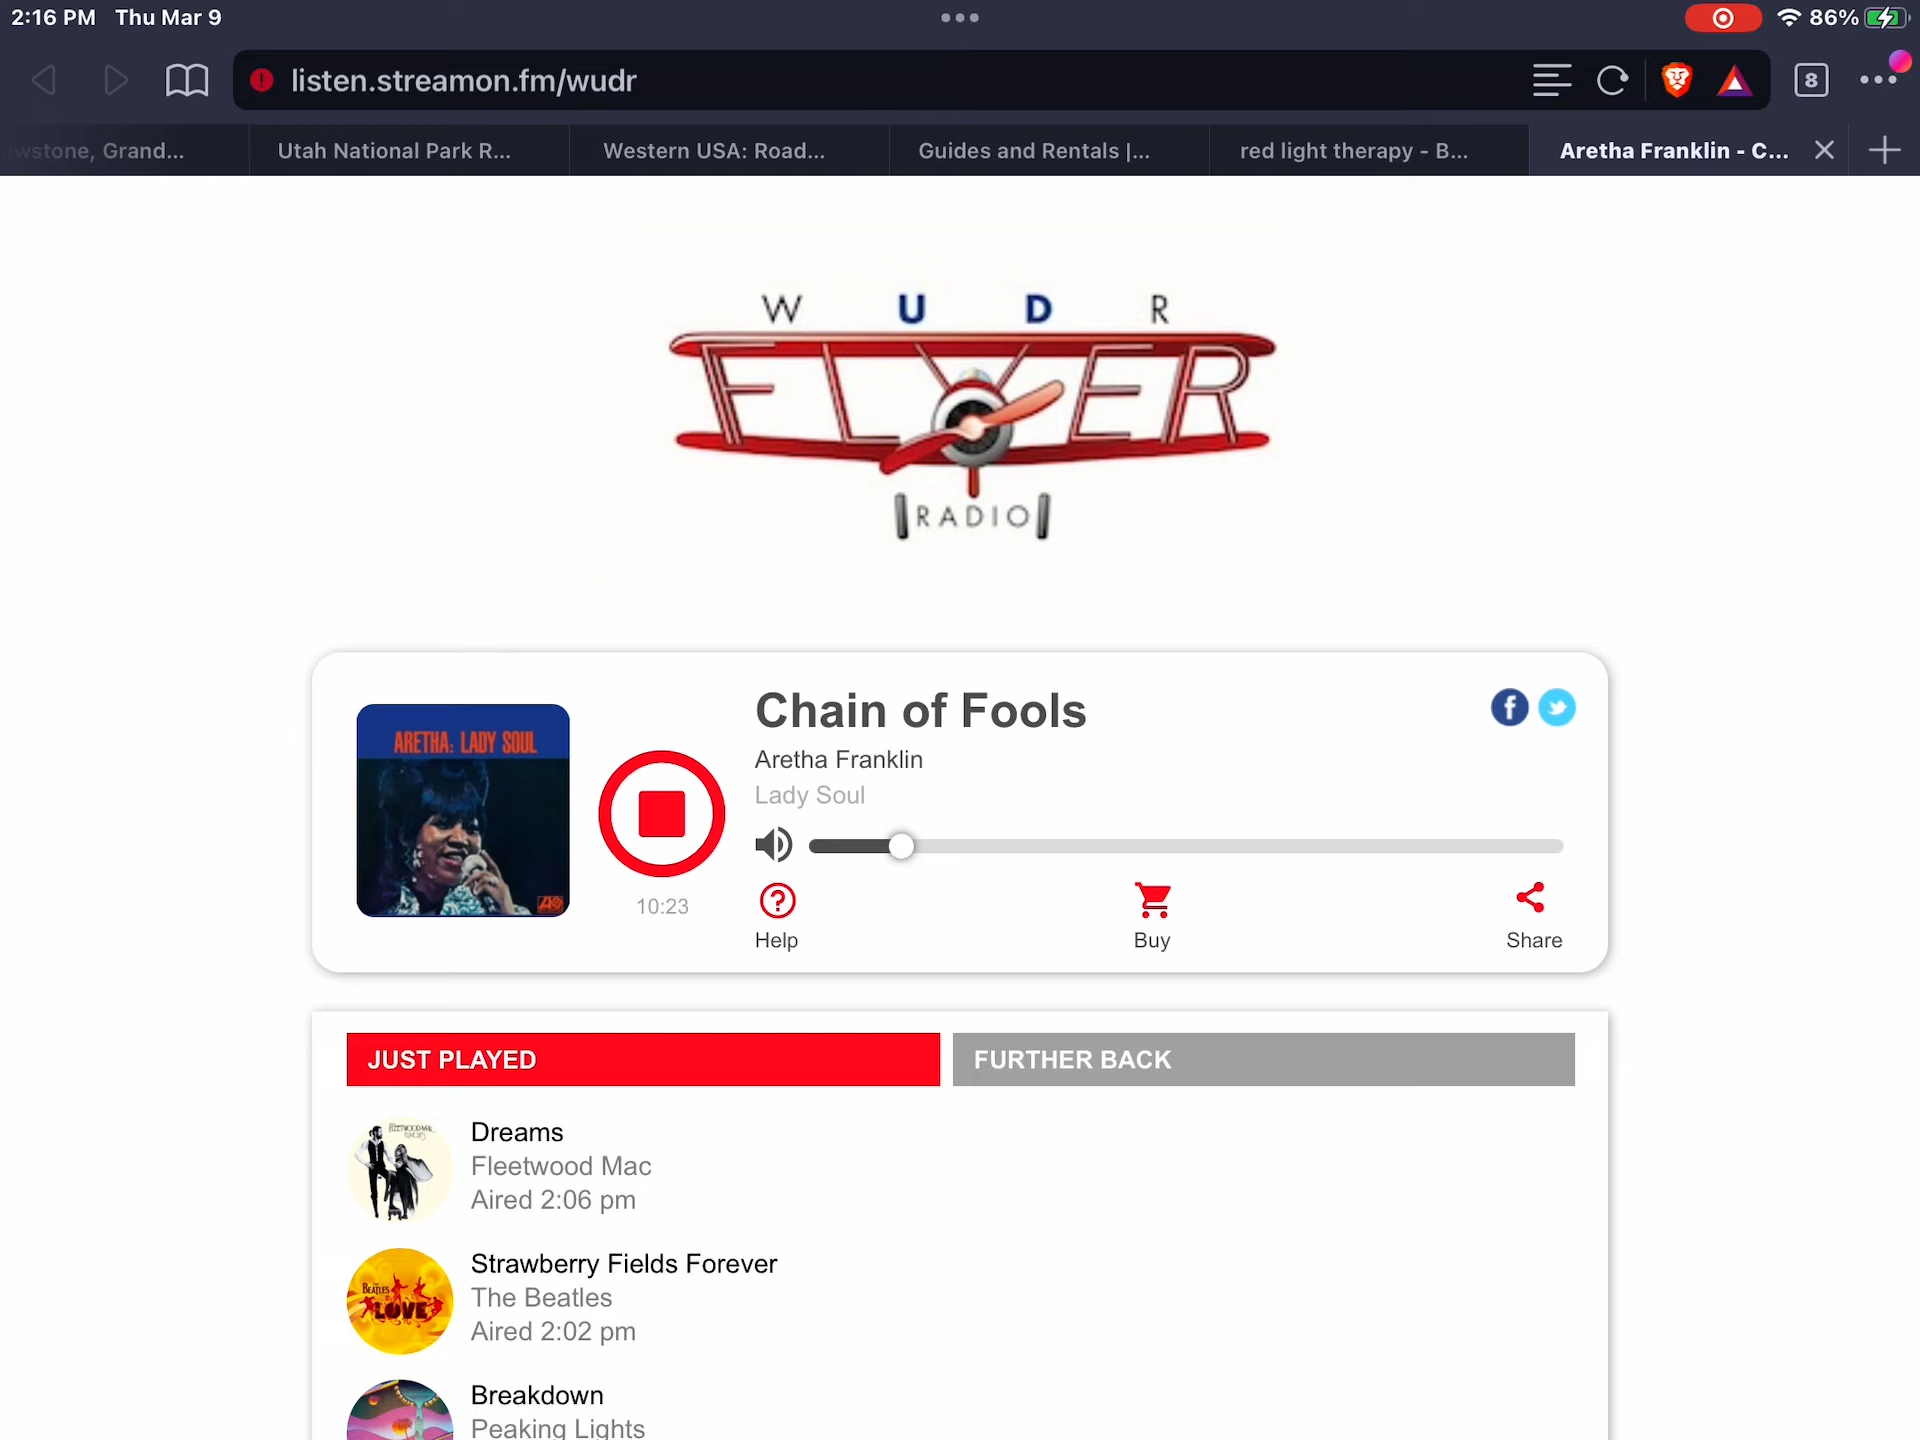 2:16 PM Thu Mar 9
86%
listen.streamon.fm/wudr
8
wstone, Grand...
Utah National Park R...
Western USA: Road...
Guides and Rentals |...
red light therapy - B...
Aretha Franklin - C...
W U D R
FLYER
RADIO
ARETHA: LADY SOUL
Chain of Fools
Aretha Franklin
Lady Soul
10:23
Help
Buy
Share
JUST PLAYED
FURTHER BACK
Dreams
Fleetwood Mac
Aired 2:06 pm
BEATLES
LOVE
Strawberry Fields Forever
The Beatles
Aired 2:02 pm
Breakdown
Peaking Lights